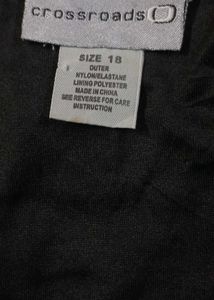 crossroads
SIZE 18
OUTER
NYLON/ELASTANE
LINING POLYESTER
MADE IN CHINA
SEE REVERSE FOR CARE
INSTRUCTION